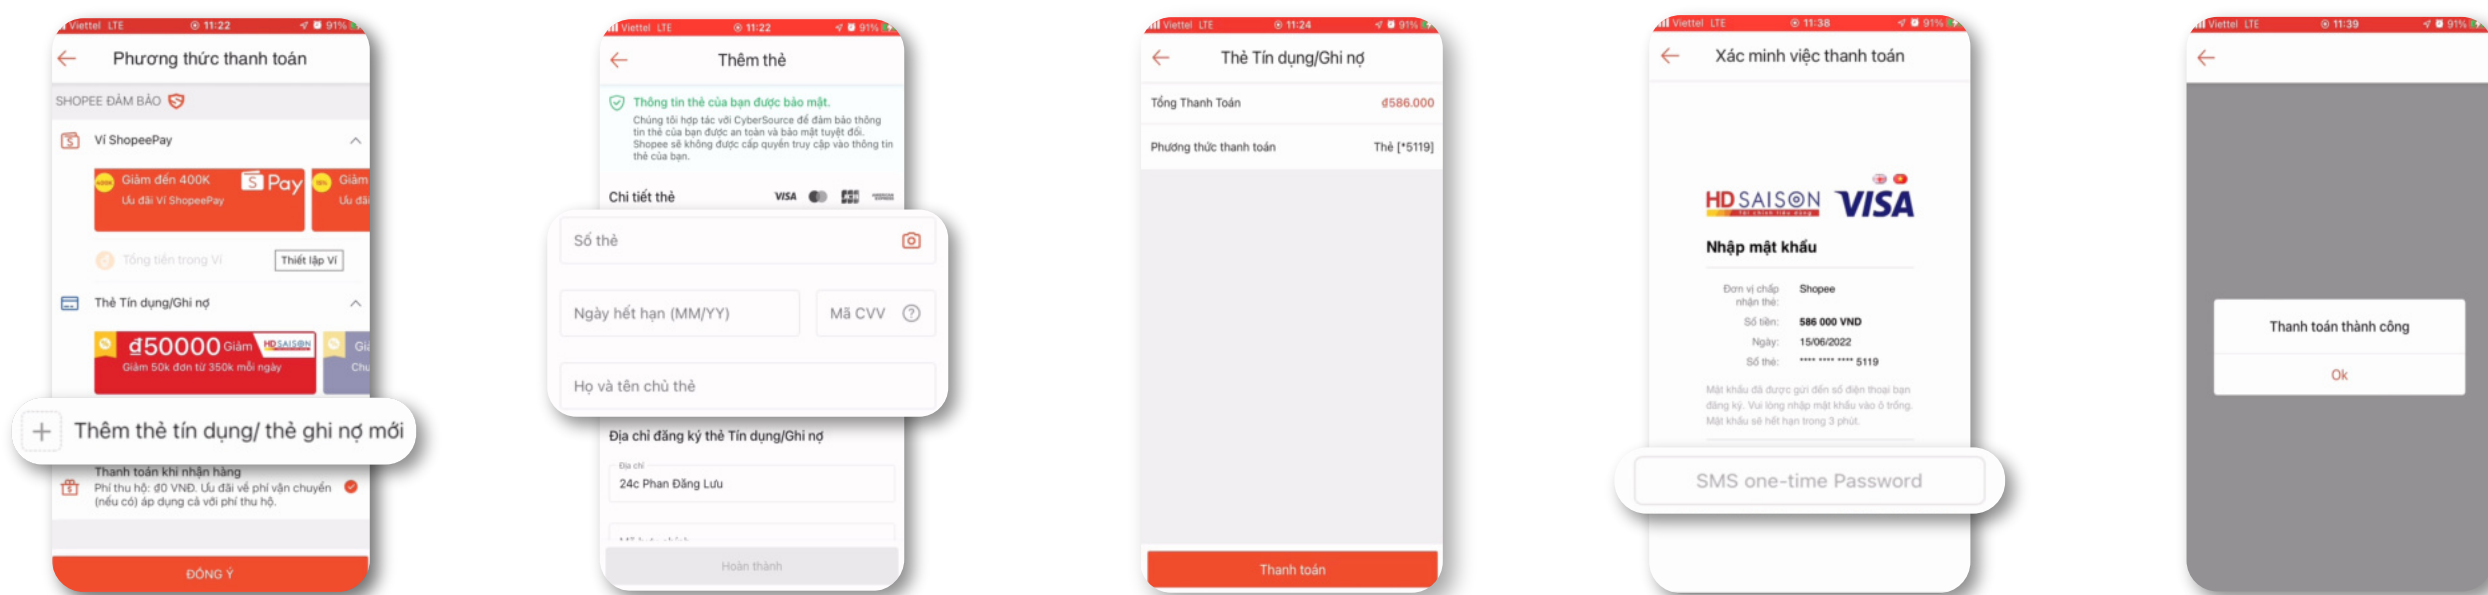 Viettel LTE 11:22 91%
Phương thức thanh toán
SHOPEE ĐẢM BẢO
Ví ShopeePay
400K Giảm đến 400K S Pay
Ưu đãi Ví ShopeePay
Giảm
Ưu đãi
Tổng tiền trong Ví Thiết lập Ví
Thẻ Tín dụng/Ghi nợ
₫50000 Giảm HD SAISON
Giảm 50k đơn từ 350k mỗi ngày
Thêm thẻ tín dụng/ thẻ ghi nợ mới
Thanh toán khi nhận hàng
Phí thu hộ: ₫0 VNĐ. Ưu đãi về phí vận chuyển
(nếu có) áp dụng cả với phí thu hộ.
ĐỒNG Ý
Viettel LTE 11:22 91%
Thêm thẻ
Thông tin thẻ của bạn được bảo mật.
Chúng tôi hợp tác với CyberSource để đảm bảo thông
tin thẻ của bạn được an toàn và bảo mật tuyệt đối.
Shopee sẽ không được cấp quyền truy cập vào thông tin
thẻ của bạn.
Chi tiết thẻ VISA
Số thẻ
Ngày hết hạn (MM/YY) Mã CVV ?
Họ và tên chủ thẻ
Địa chỉ đăng ký thẻ Tín dụng/Ghi nợ
Địa chỉ
24c Phan Đăng Lưu
Hoàn thành
Viettel LTE 11:24 91%
Thẻ Tín dụng/Ghi nợ
Tổng Thanh Toán ₫586.000
Phương thức thanh toán Thẻ [*5119]
Thanh toán
Viettel LTE 11:38 91%
Xác minh việc thanh toán
HD SAISON VISA
Tài chính tiêu dùng
Nhập mật khẩu
Đơn vị chấp Shopee
nhận thẻ:
Số tiền: 586 000 VND
Ngày: 15/06/2022
Số thẻ: **** **** **** 5119
Mật khẩu đã được gửi đến số điện thoại bạn
đăng ký. Vui lòng nhập mật khẩu vào ô trống.
Mật khẩu sẽ hết hạn trong 3 phút.
SMS one-time Password
Viettel LTE 11:39 91%
Thanh toán thành công
Ok